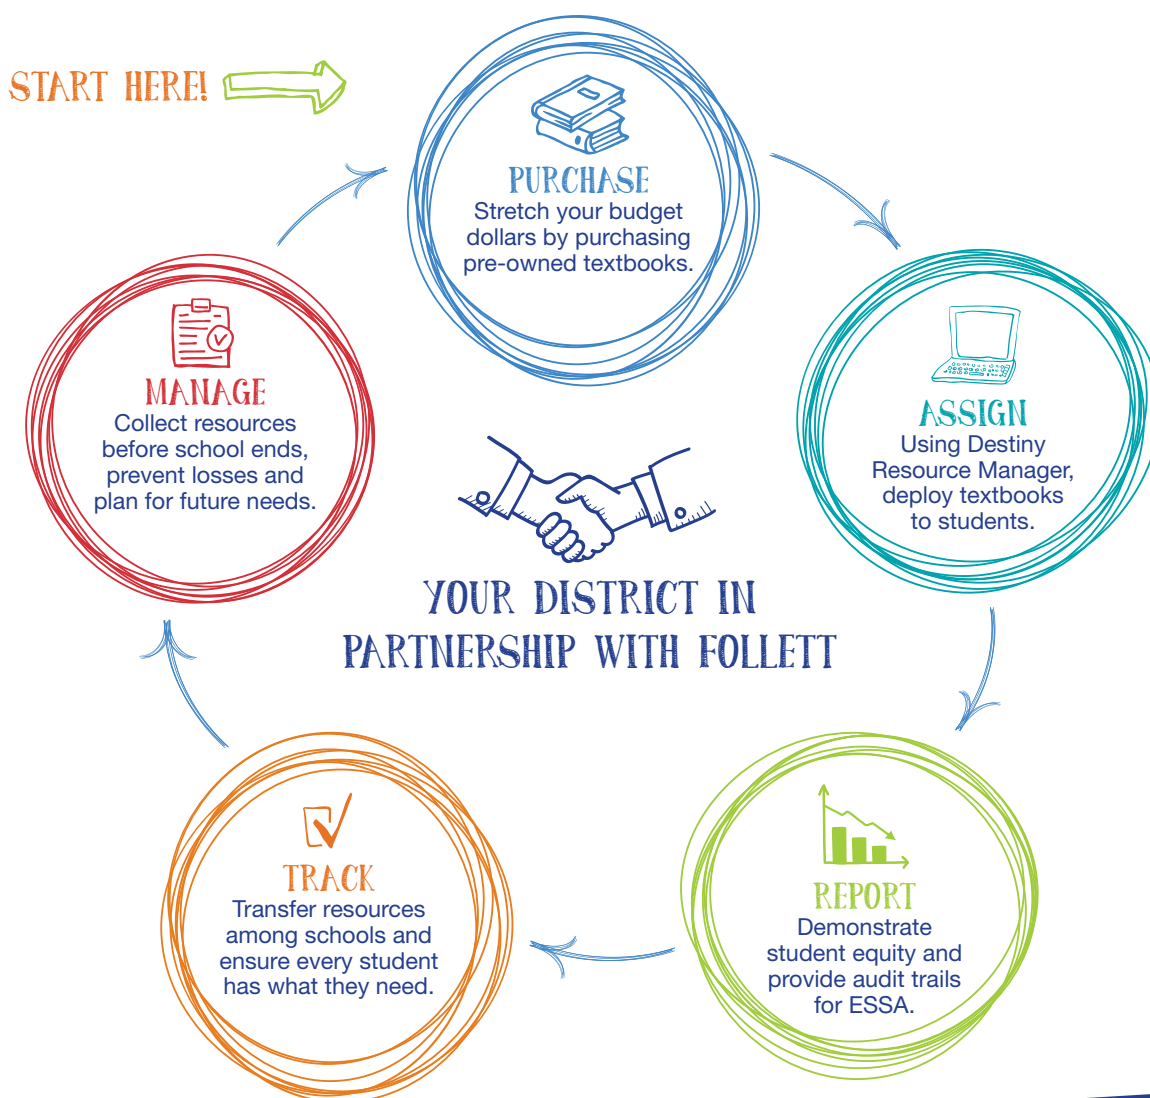 START HERE!
PURCHASE
Stretch your budget
dollars by purchasing
pre-owned textbooks.
ASSIGN
Using Destiny
Resource Manager,
deploy textbooks
to students.
REPORT
Demonstrate
student equity and
provide audit trails
for ESSA.
TRACK
Transfer resources
among schools and
ensure every student
has what they need.
MANAGE
Collect resources
before school ends,
prevent losses and
plan for future needs.
YOUR DISTRICT IN
PARTNERSHIP WITH FOLLETT